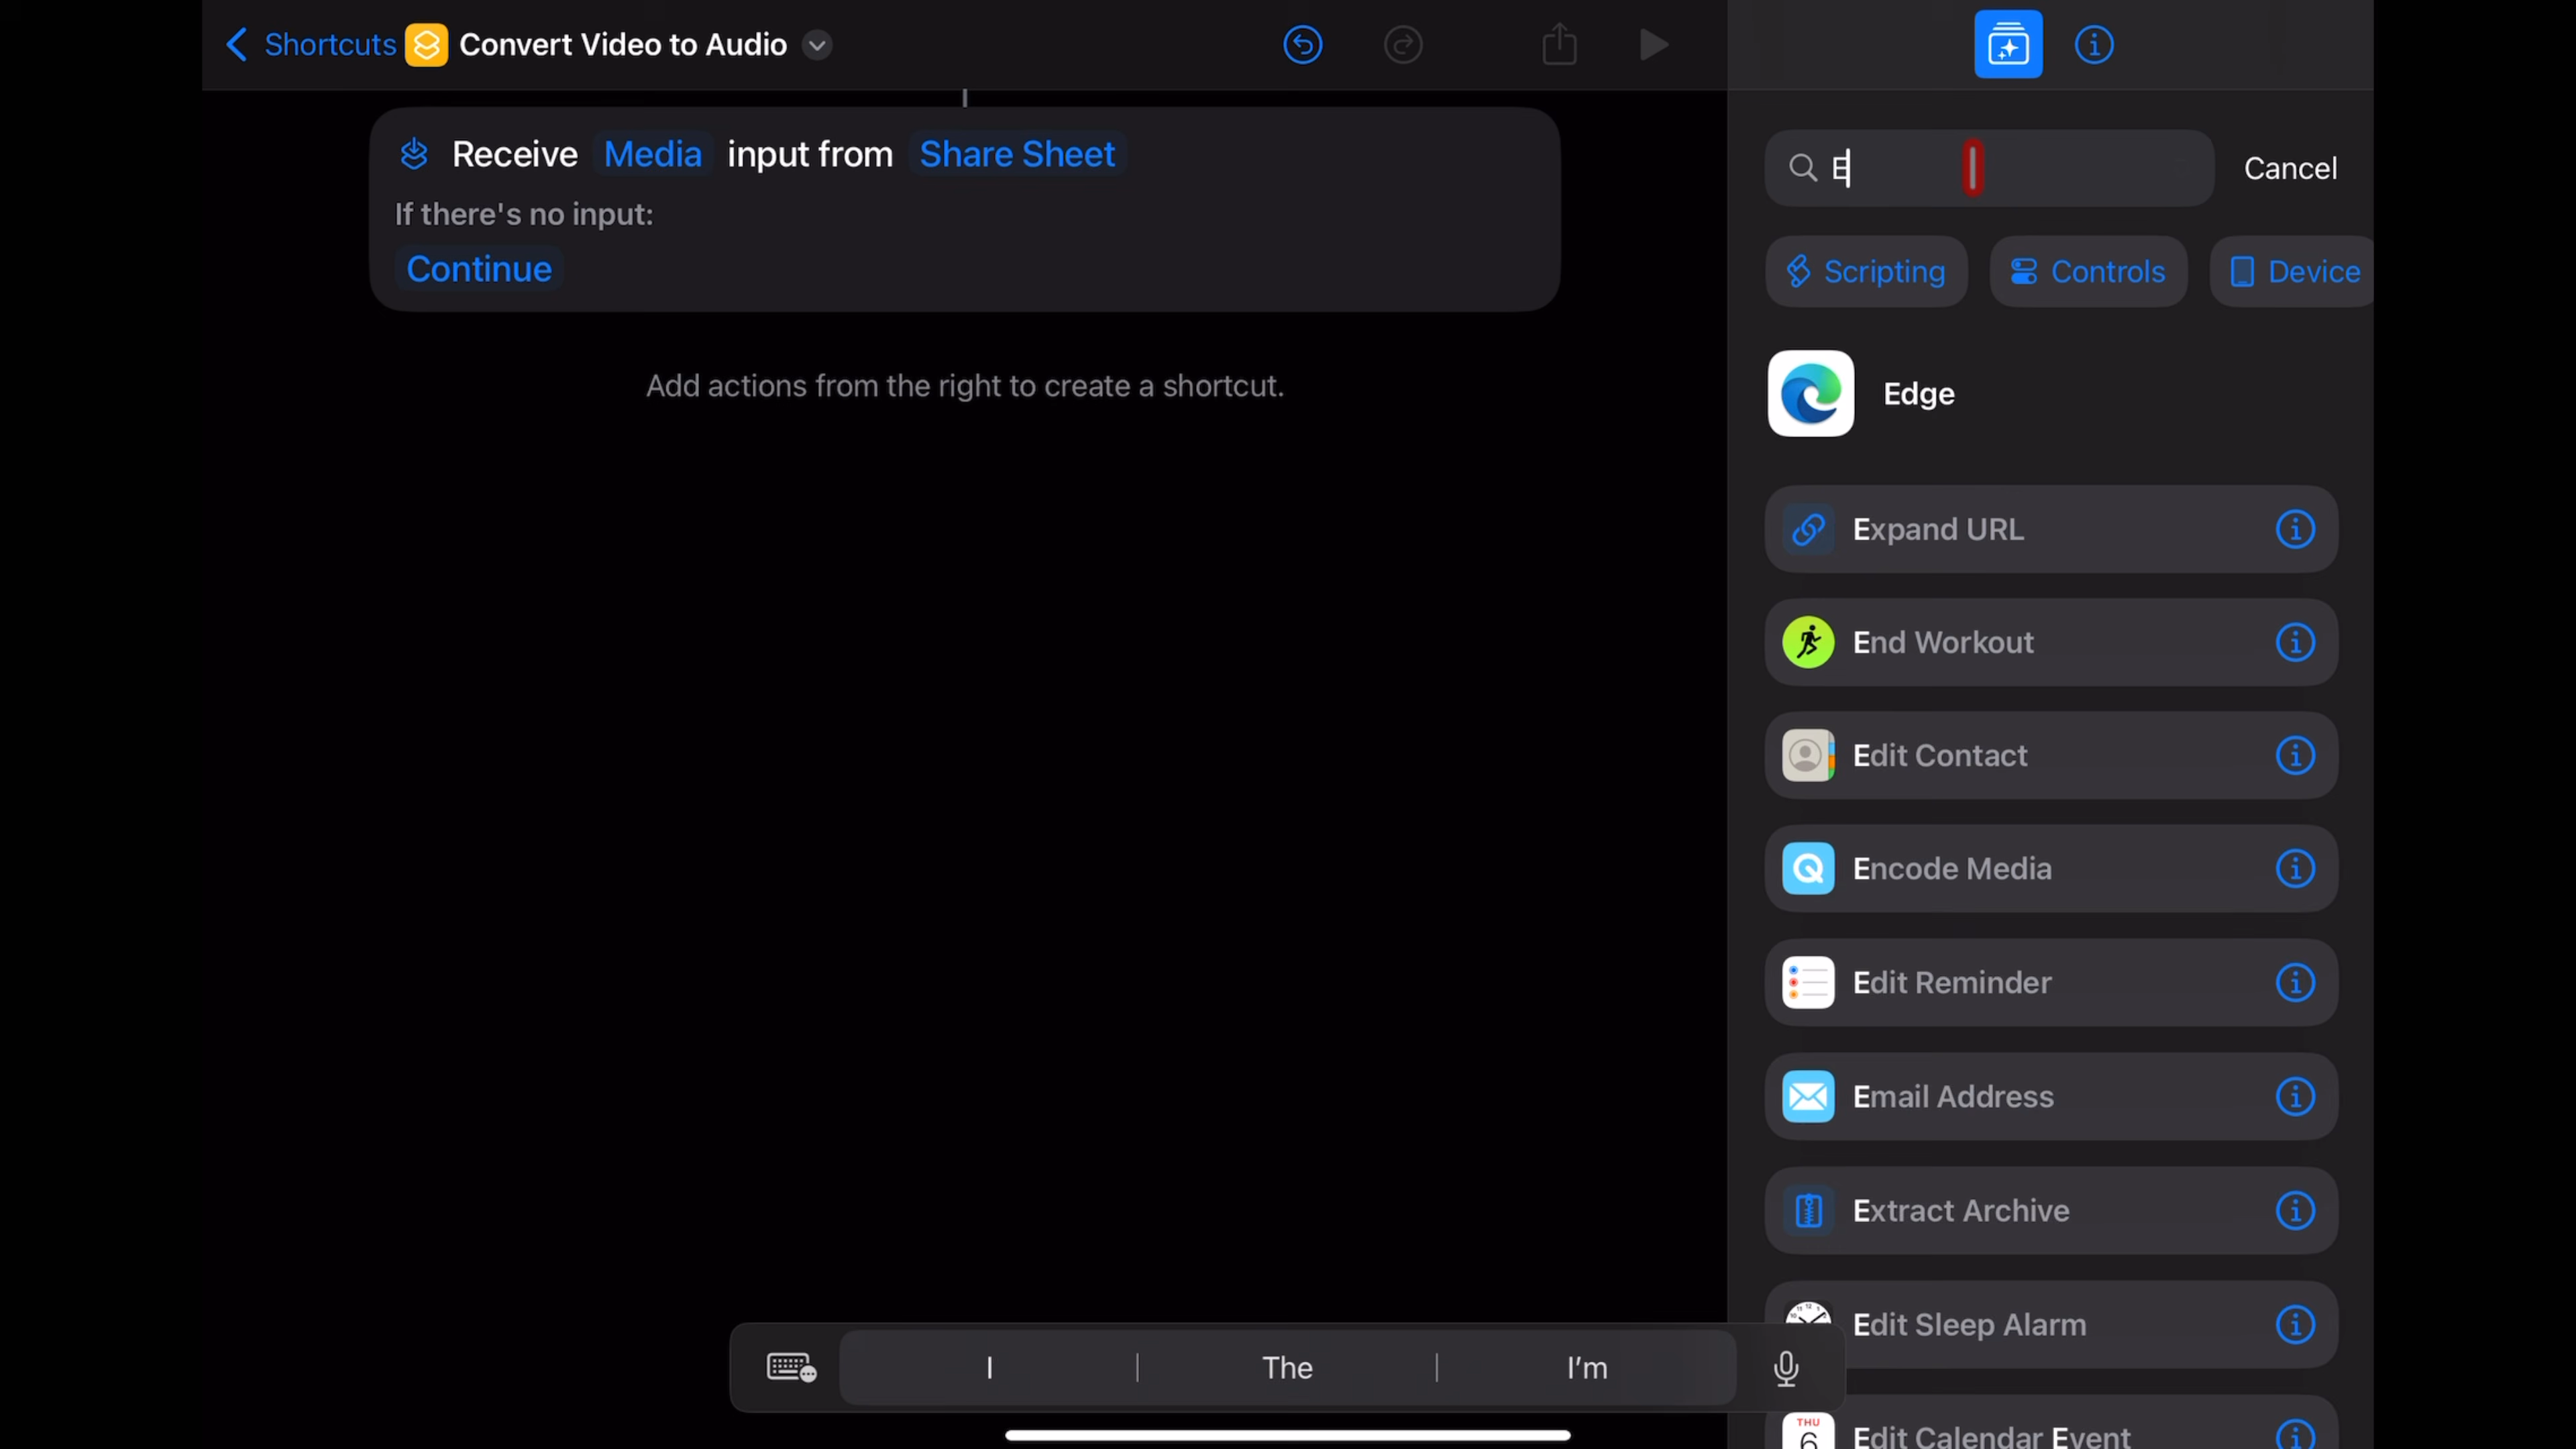 Shortcuts Convert Video to Audio
Receive Media input from Share Sheet
If there's no input:
Continue
Add actions from the right to create a shortcut.
E
Cancel
Scripting Controls Device
Edge
Expand URL
End Workout
Edit Contact
Encode Media
Edit Reminder
Email Address
Extract Archive
Edit Sleep Alarm
THU
6 Edit Calendar Event
I The I'm